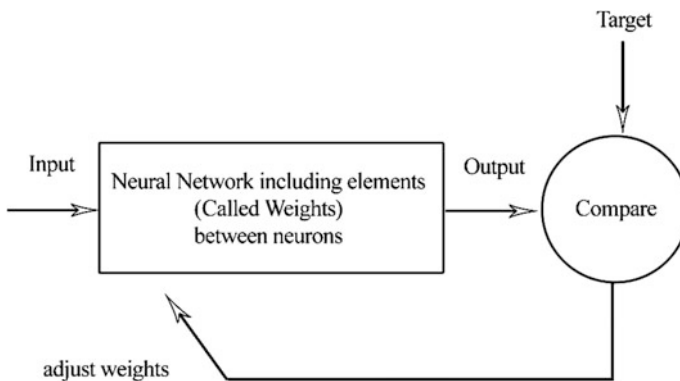 Target
Input
Neural Network including elements
(Called Weights)
between neurons
Output
Compare
adjust weights